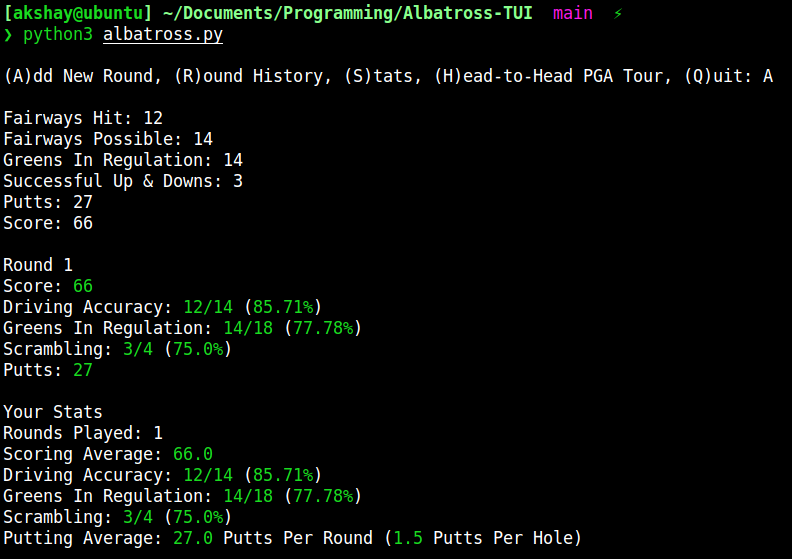 [akshay@ubuntu] ~/Documents/Programming/Albatross-TUI main ⚡
❯ python3 albatross.py
(A)dd New Round, (R)ound History, (S)tats, (H)ead-to-Head PGA Tour, (Q)uit: A
Fairways Hit: 12
Fairways Possible: 14
Greens In Regulation: 14
Successful Up & Downs: 3
Putts: 27
Score: 66
Round 1
Score: 66
Driving Accuracy: 12/14 (85.71%)
Greens In Regulation: 14/18 (77.78%)
Scrambling: 3/4 (75.0%)
Putts: 27
Your Stats
Rounds Played: 1
Scoring Average: 66.0
Driving Accuracy: 12/14 (85.71%)
Greens In Regulation: 14/18 (77.78%)
Scrambling: 3/4 (75.0%)
Putting Average: 27.0 Putts Per Round (1.5 Putts Per Hole)